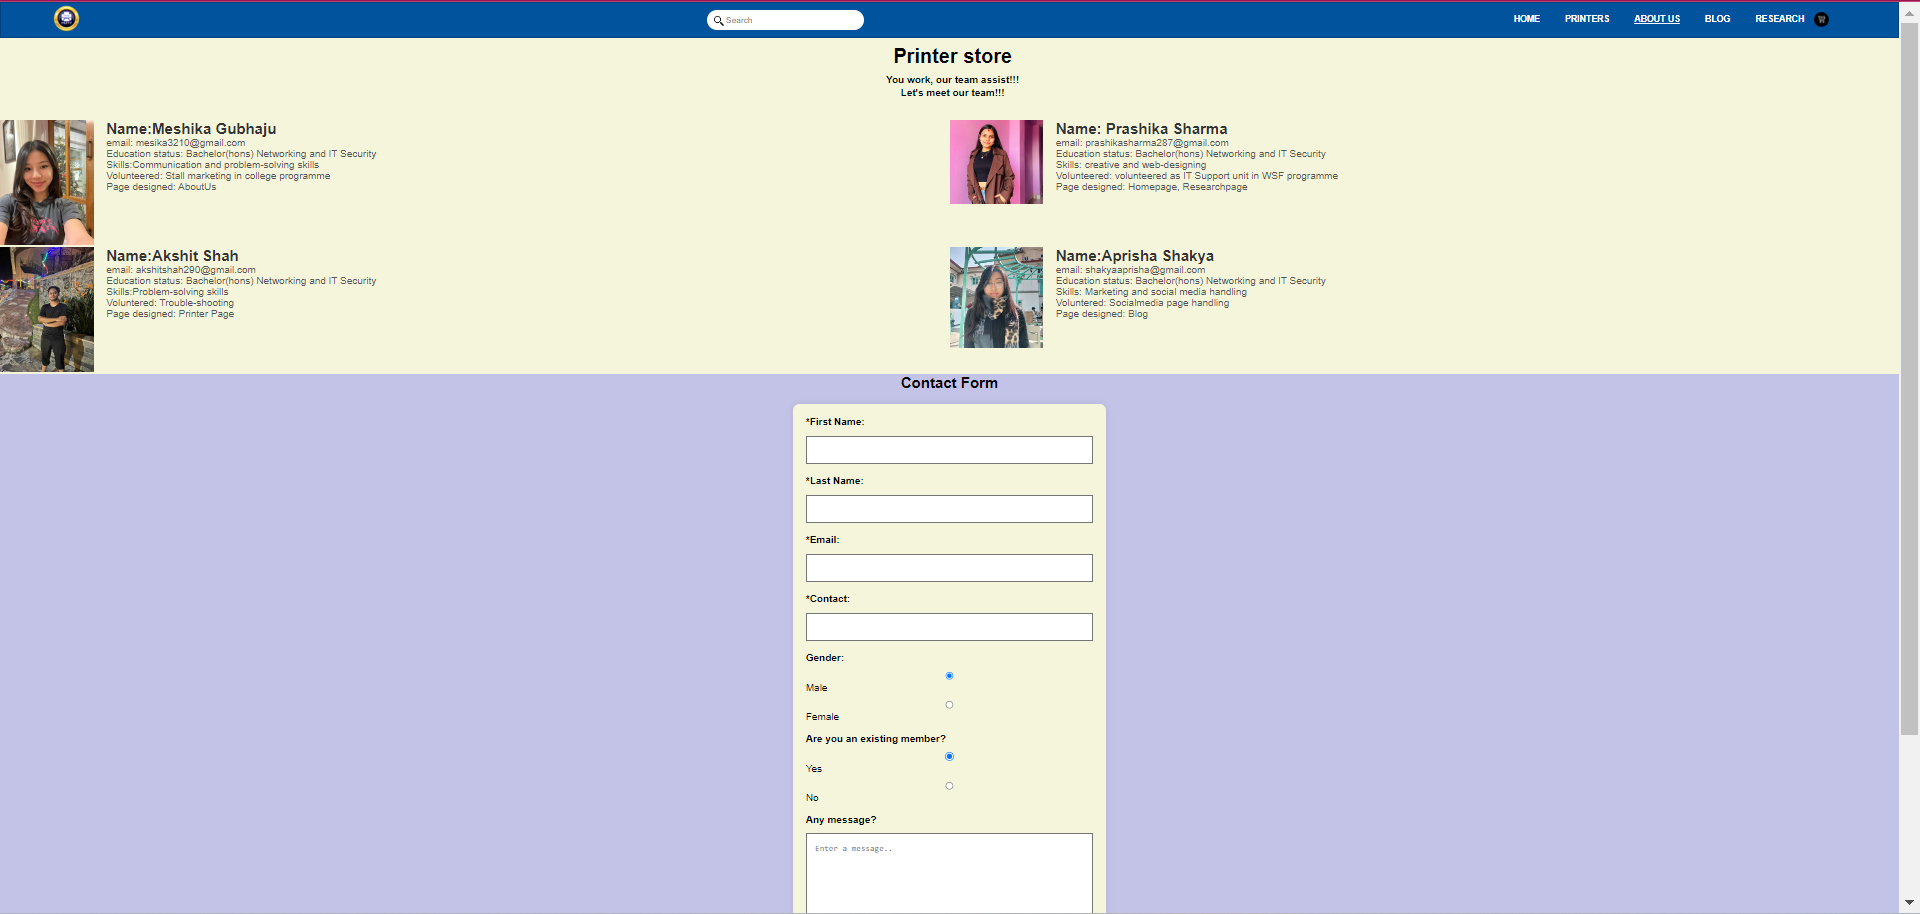 Search
HOME PRINTERS ABOUT US BLOG RESEARCH
Printer store
You work, our team assist!!!
Let's meet our team!!!
Name:Meshika Gubhaju
email: mesika3210@gmail.com
Education status: Bachelor(hons) Networking and IT Security
Skills:Communication and problem-solving skills
Volunteered: Stall marketing in college programme
Page designed: AboutUs
Name: Prashika Sharma
email: prashikasharma287@gmail.com
Education status: Bachelor(hons) Networking and IT Security
Skills: creative and web-designing
Volunteered: volunteered as IT Support unit in WSF programme
Page designed: Homepage, Researchpage
Name:Akshit Shah
email: akshitshah290@gmail.com
Education status: Bachelor(hons) Networking and IT Security
Skills:Problem-solving skills
Voluntered: Trouble-shooting
Page designed: Printer Page
Name:Aprisha Shakya
email: shakyaaprisha@gmail.com
Education status: Bachelor(hons) Networking and IT Security
Skills: Marketing and social media handling
Voluntered: Socialmedia page handling
Page designed: Blog
Contact Form
*First Name:
*Last Name:
*Email:
*Contact:
Gender:
Male
Female
Are you an existing member?
Yes
No
Any message?
Enter a message..